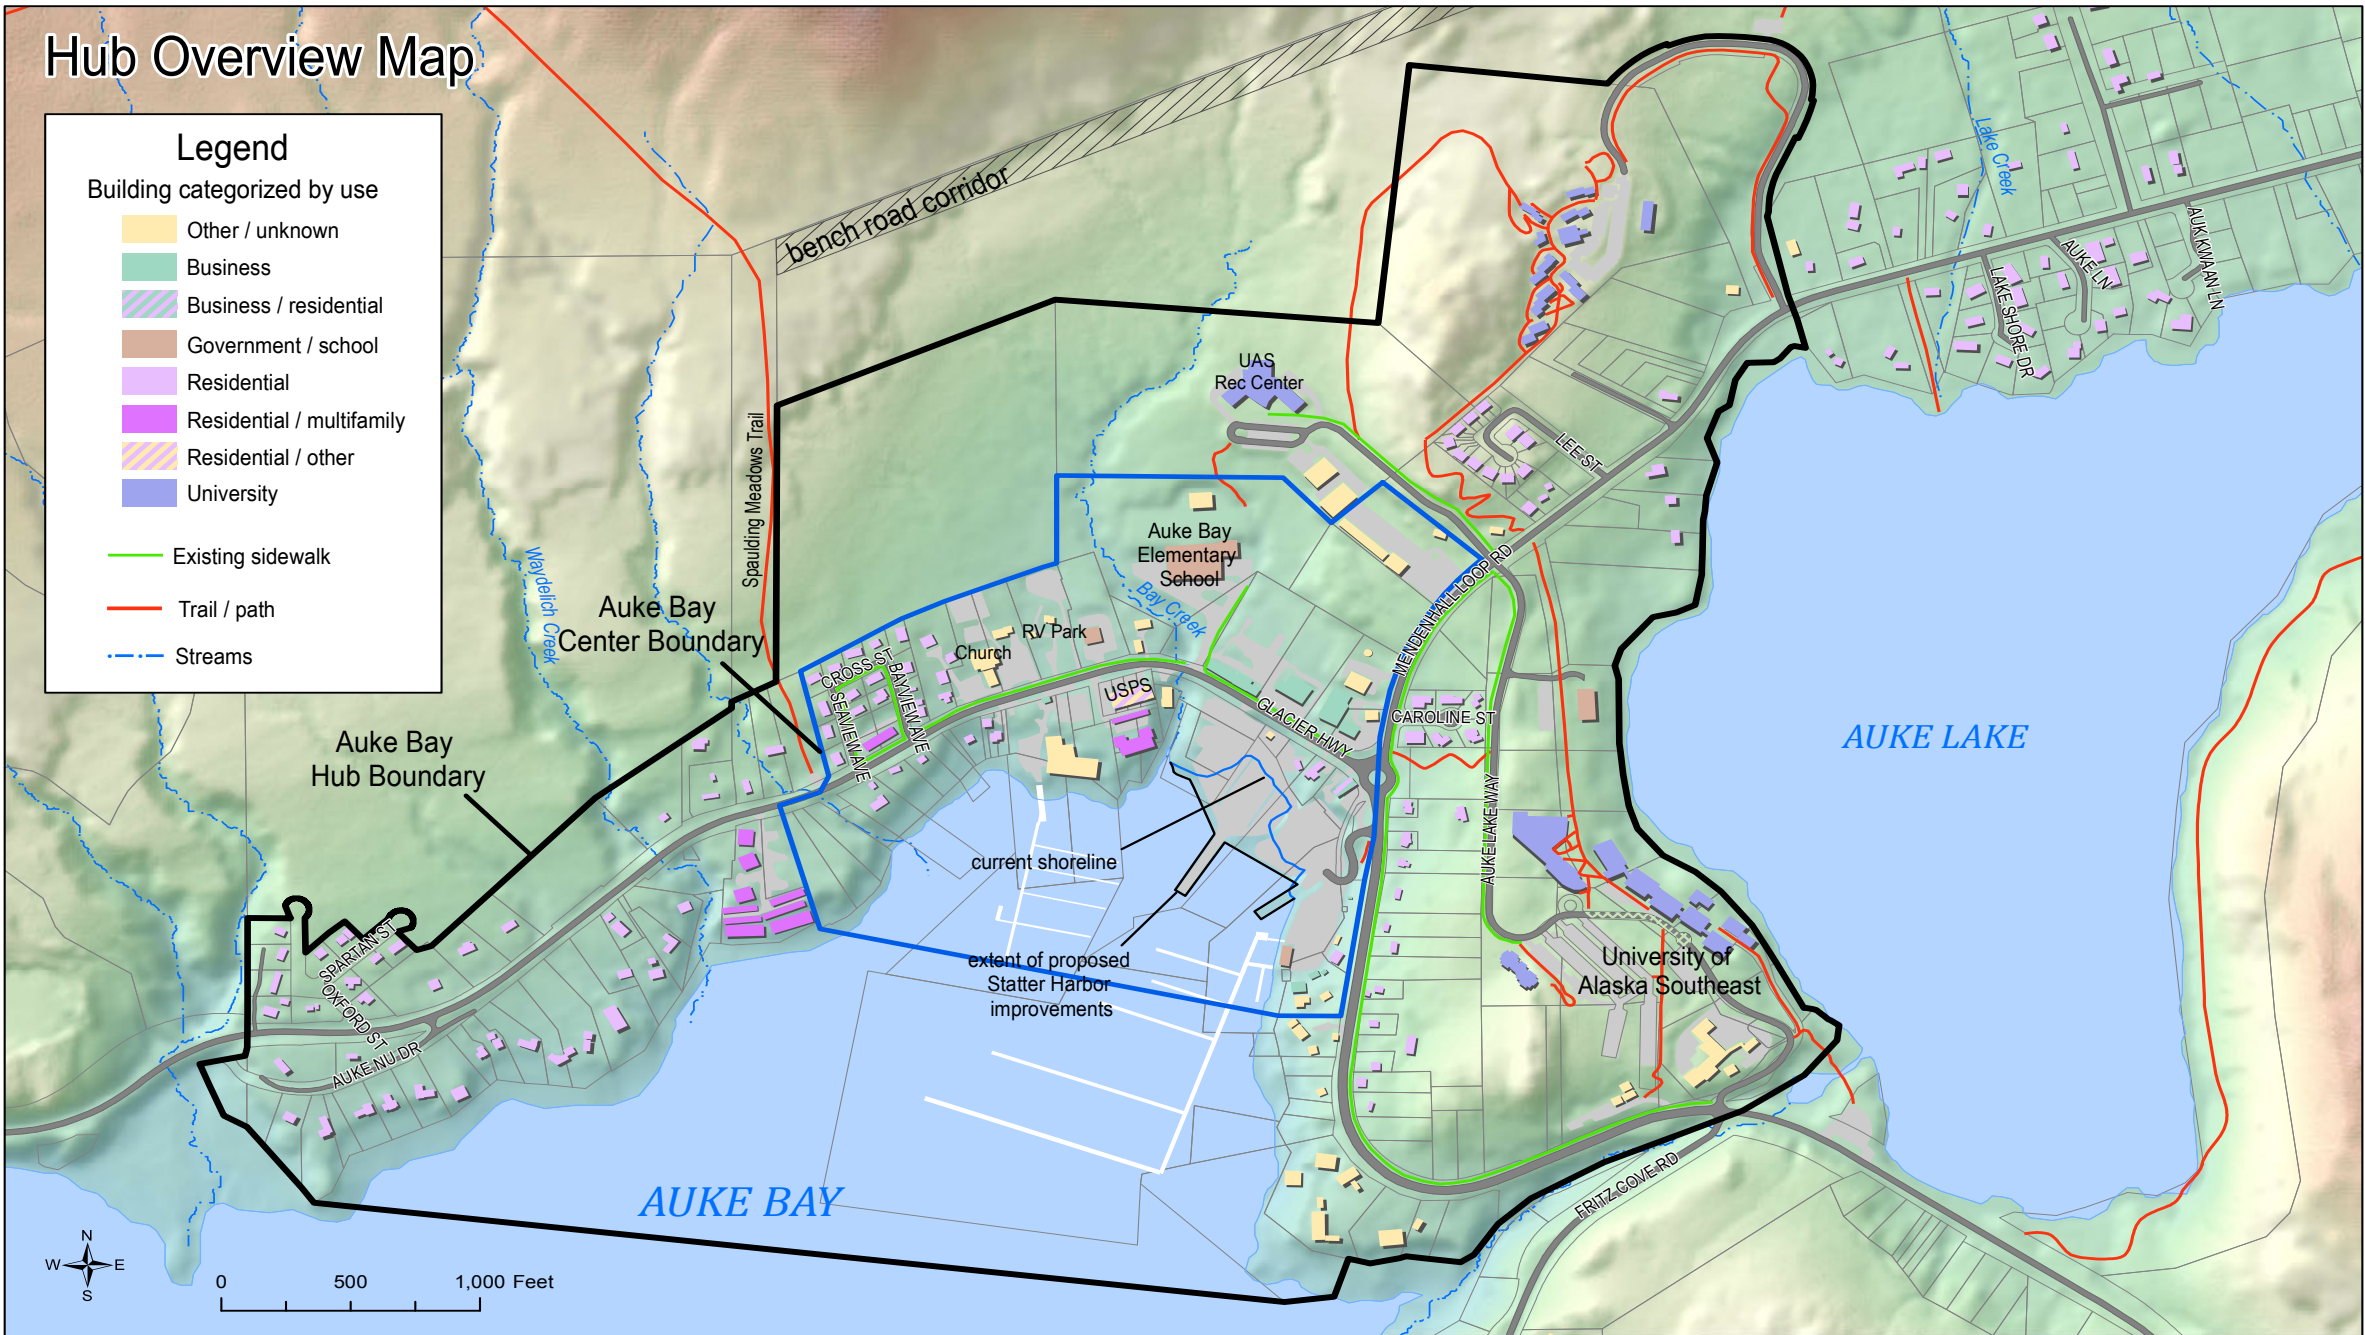 Hub Overview Map
Legend
Building categorized by use
Other / unknown
Business
Business / residential
Government / school
Residential
Residential / multifamily
Residential / other
University
Existing sidewalk
Trail / path
Streams
bench road corridor
Spaulding Meadows Trail
Waydelich Creek
Lake Creek
AUK KWAAN LN
AUKE LN
LAKE SHORE DR
UAS
Rec Center
LEE ST
Auke Bay
Elementary
School
Bay Creek
MENDENHALL LOOP RD
Auke Bay
Center Boundary
RV Park
Church
CROSS ST
BAYVIEW AVE
SEAVIEW AVE
USPS
GLACIER HWY
CAROLINE ST
AUKE LAKE
Auke Bay
Hub Boundary
AUKE LAKE WAY
current shoreline
extent of proposed
Statter Harbor
improvements
University of
Alaska Southeast
SPARTAN ST
OXFORD ST
AUKE NU DR
AUKE BAY
FRITZ COVE RD
N
W E
S
0 500 1,000 Feet